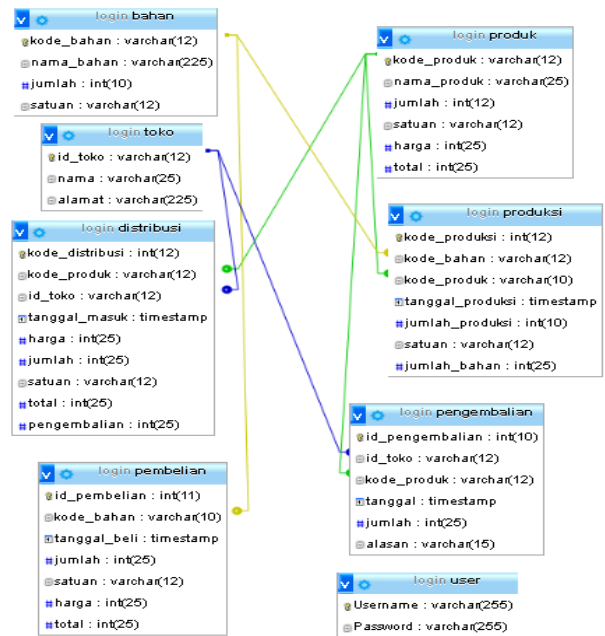 login bahan
kode_bahan : varchar(12)
nama_bahan : varchar(225)
jumlah : int(10)
satuan : varchar(12)
login toko
id_toko : varchar(12)
nama : varchar(25)
alamat : varchar(225)
login distribusi
kode_distribusi : int(12)
kode_produk : varchar(12)
id_toko : varchar(12)
tanggal_masuk : timestamp
harga : int(25)
jumlah : int(25)
satuan : varchar(12)
total : int(25)
pengembalian : int(25)
login pembelian
id_pembelian : int(11)
kode_bahan : varchar(10)
tanggal_beli : timestamp
jumlah : int(25)
satuan : varchar(12)
harga : int(25)
total : int(25)
login produk
kode_produk : varchar(12)
nama_produk : varchar(25)
jumlah : int(12)
satuan : varchar(12)
harga : int(25)
total : int(25)
login produksi
kode_produksi : int(12)
kode_bahan : varchar(12)
kode_produk : varchar(10)
tanggal_produksi : timestamp
jumlah_produksi : int(10)
satuan : varchar(12)
jumlah_bahan : int(25)
login pengembalian
id_pengembalian : int(10)
id_toko : varchar(12)
kode_produk : varchar(12)
tanggal : timestamp
jumlah : int(25)
alasan : varchar(15)
login user
Username : varchar(255)
Password : varchar(255)